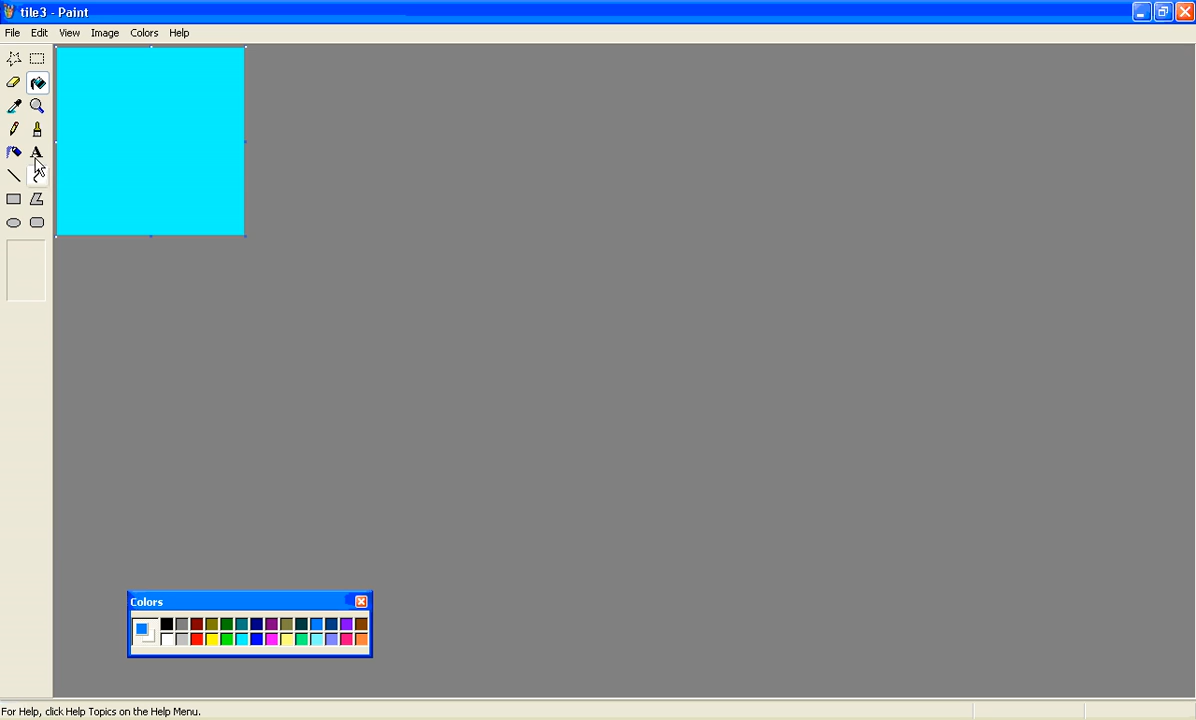 tile3 - Paint
File Edit View Image Colors Help
A
Colors
For Help, click Help Topics on the Help Menu.